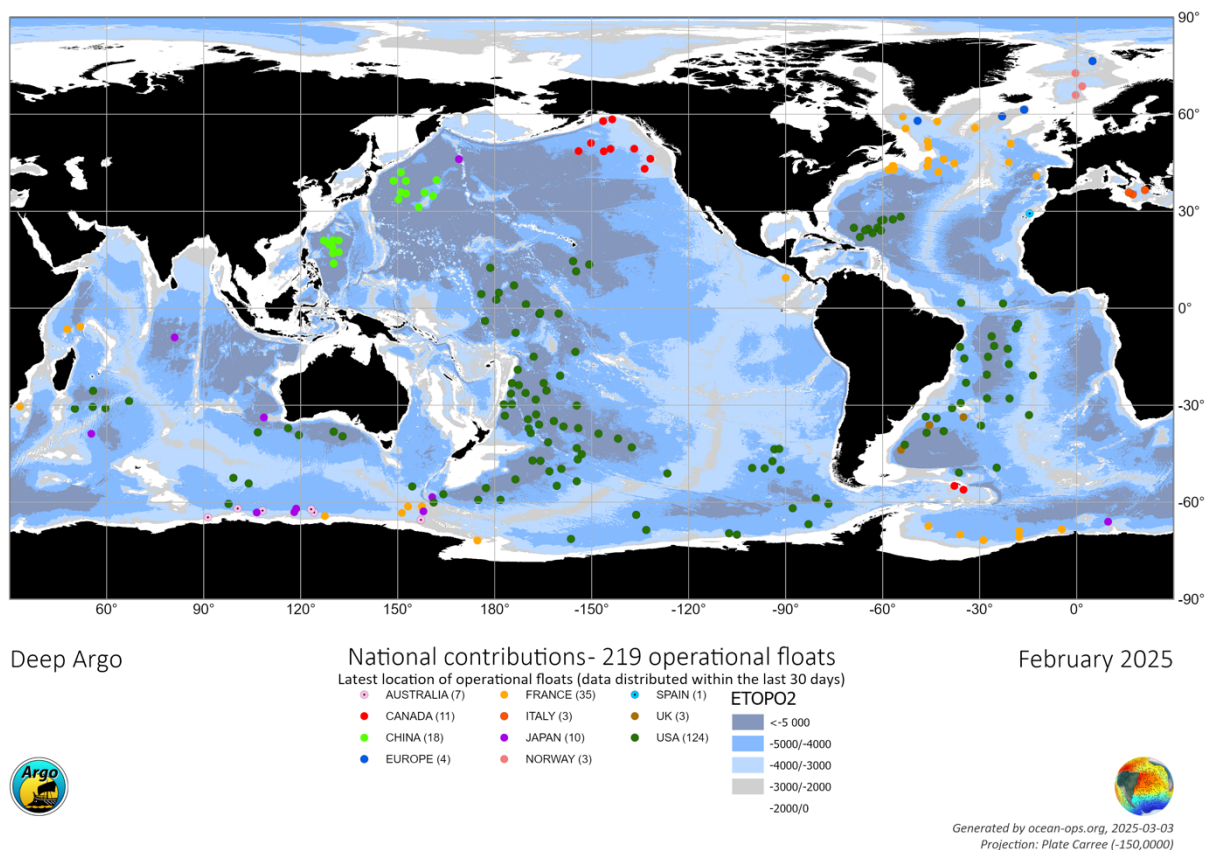 90°
60°
30°
0°
-30°
-60°
-90°
60° 90° 120° 150° 180° -150° -120° -90° -60° -30° 0°
Deep Argo
National contributions- 219 operational floats
February 2025
Latest location of operational floats (data distributed within the last 30 days)
AUSTRALIA (7)
CANADA (11)
CHINA (18)
EUROPE (4)
FRANCE (35)
ITALY (3)
JAPAN (10)
NORWAY (3)
SPAIN (1)
UK (3)
USA (124)
ETOPO2
<-5 000
-5000/-4000
-4000/-3000
-3000/-2000
-2000/0
Argo
Generated by ocean-ops.org, 2025-03-03
Projection: Plate Carree (-150,0000)